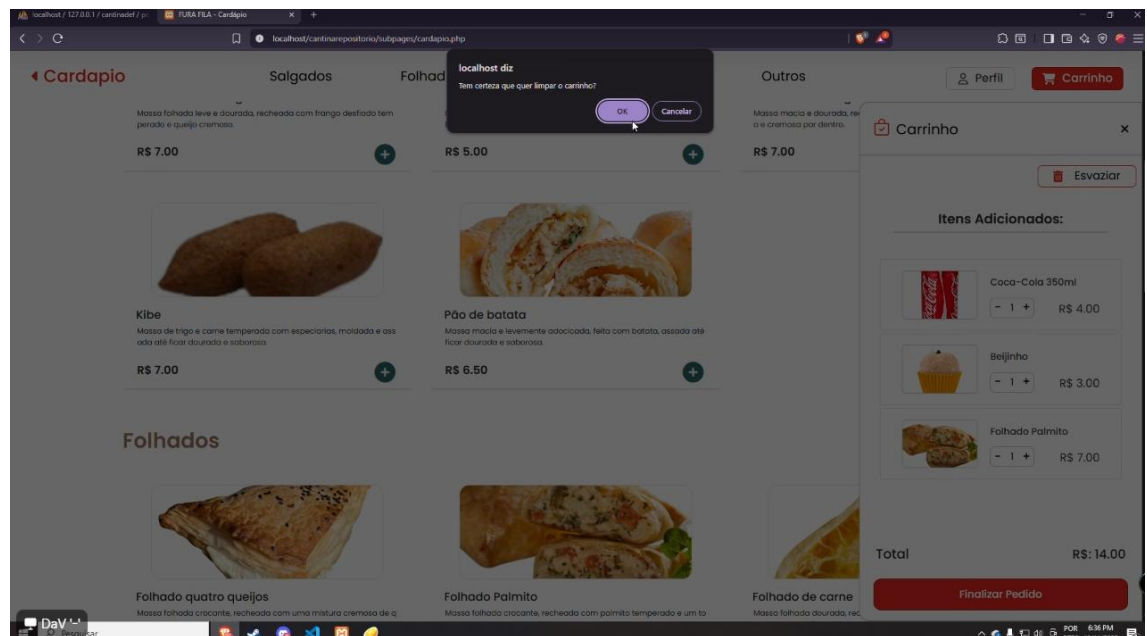 localhost / 127.0.0.1 / cantinadef / p
FURA FILA - Cardápio
localhost/cantinarepositorio/subpages/cardapio.php
localhost diz
Tem certeza que quer limpar o carrinho?
OK
Cancelar
Cardapio
Salgados
Folhad
Outros
Perfil
Carrinho
Massa folhada leve e dourada, recheada com frango desfiado tem
perado e queijo cremoso.
R$ 7.00
R$ 5.00
Massa macia e dourada, re
o e cremosa por dentro.
R$ 7.00
Kibe
Massa de trigo e carne temperada com especiarias, moldada e ass
ada até ficar dourada e saborosa.
R$ 7.00
Pão de batata
Massa macia e levemente adocicada, feita com batata, assada até
ficar dourada e saborosa.
R$ 6.50
Folhados
Folhado quatro queijos
Massa folhada crocante, recheada com uma mistura cremosa de q
Folhado Palmito
Massa folhada crocante, recheada com palmito temperado e um to
Folhado de carne
Massa folhada dourada, rec
Carrinho
Esvaziar
Itens Adicionados:
Coca-Cola
Coca-Cola 350ml
- 1 +
R$ 4.00
Beijinho
- 1 +
R$ 3.00
Folhado Palmito
- 1 +
R$ 7.00
Total
R$: 14.00
Finalizar Pedido
DaV '-'
Pesquisar
POR
6:36 PM